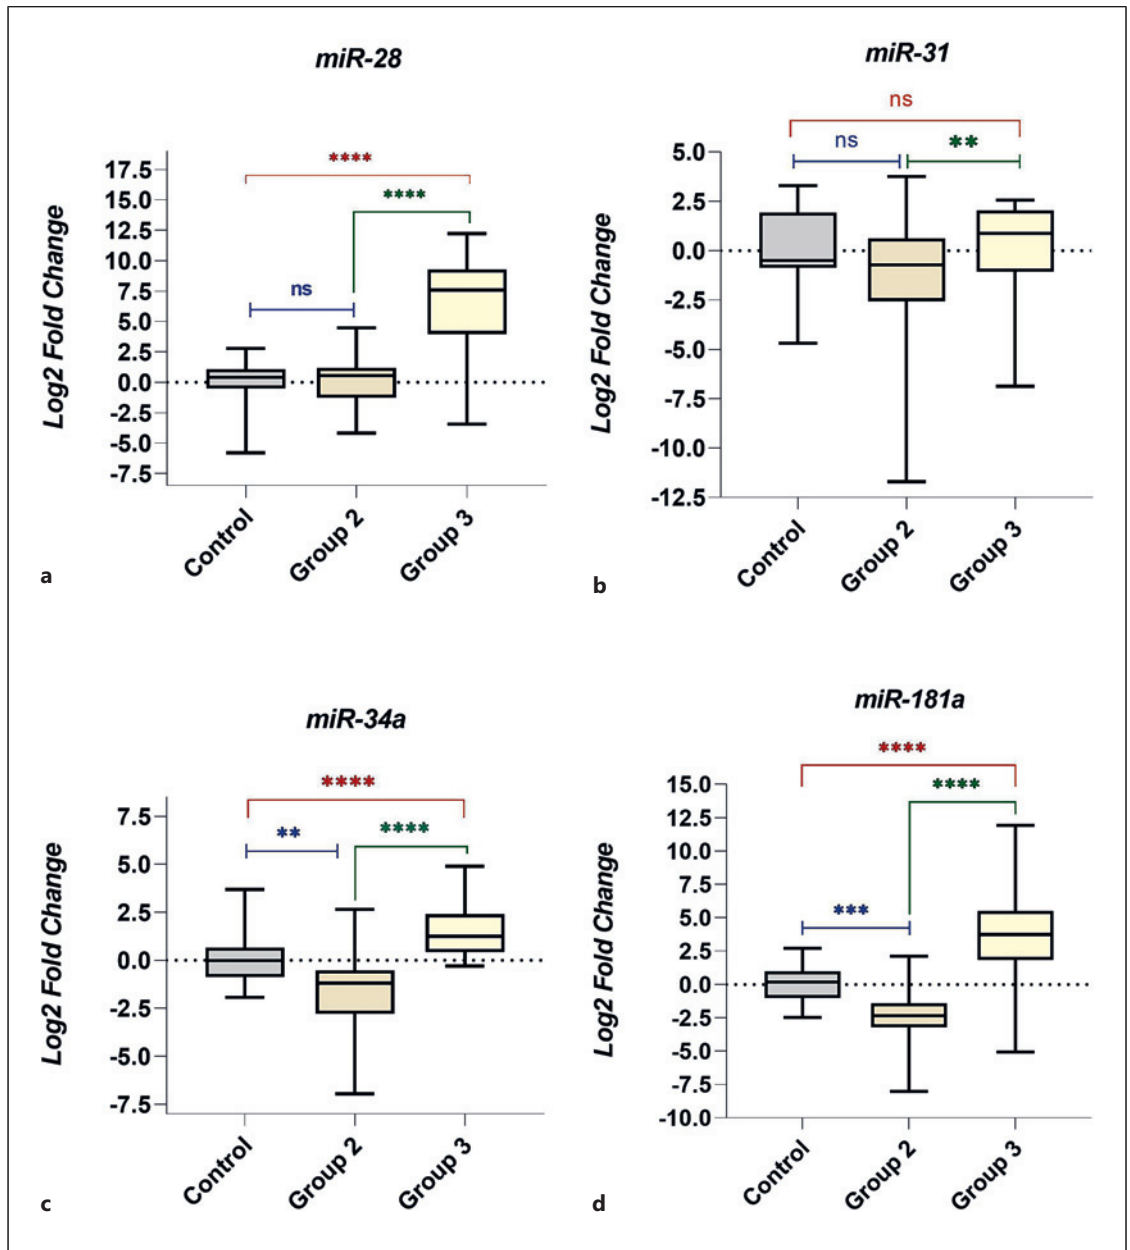 miR-28
****
****
ns
Log2 Fold Change
17.5
15.0
12.5
10.0
7.5
5.0
2.5
0.0
-2.5
-5.0
-7.5
Control
Group 2
Group 3
a
miR-31
ns
ns
**
Log2 Fold Change
5.0
2.5
0.0
-2.5
-5.0
-7.5
-10.0
-12.5
Control
Group 2
Group 3
b
miR-34a
****
**
****
Log2 Fold Change
7.5
5.0
2.5
0.0
-2.5
-5.0
-7.5
Control
Group 2
Group 3
c
miR-181a
****
****
***
Log2 Fold Change
15.0
12.5
10.0
7.5
5.0
2.5
0.0
-2.5
-5.0
-7.5
-10.0
Control
Group 2
Group 3
d